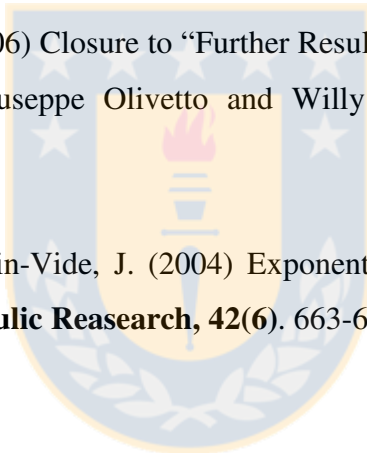 06) Closure to “Further Resul
useppe Olivetto and Willy
in-Vide, J. (2004) Exponent
ulic Reasearch, 42(6). 663-6